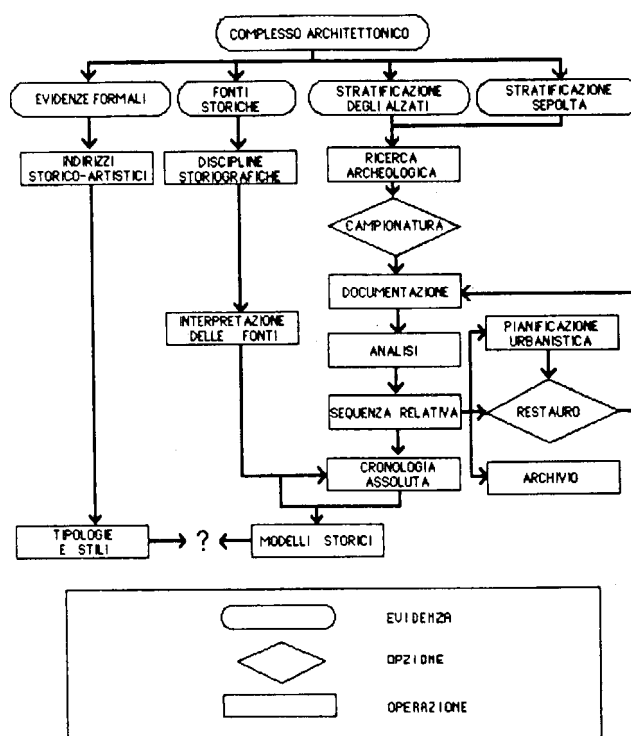 COMPLESSO ARCHITETTONICO
EVIDENZE FORMALI
FONTI
STORICHE
STRATIFICAZIONE
DEGLI ALZATI
STRATIFICAZIONE
SEPOLTA
INDIRIZZI
STORICO-ARTISTICI
DISCIPLINE
STORIOGRAFICHE
RICERCA
ARCHEOLOGICA
CAMPIONATURA
DOCUMENTAZIONE
INTERPRETAZIONE
DELLE FONTI
ANALISI
PIANIFICAZIONE
URBANISTICA
SEQUENZA RELATIVA
RESTAURO
CRONOLOGIA
ASSOLUTA
ARCHIVIO
TIPOLOGIE
E STILI
?
MODELLI STORICI
EVIDENZA
OPZIONE
OPERAZIONE